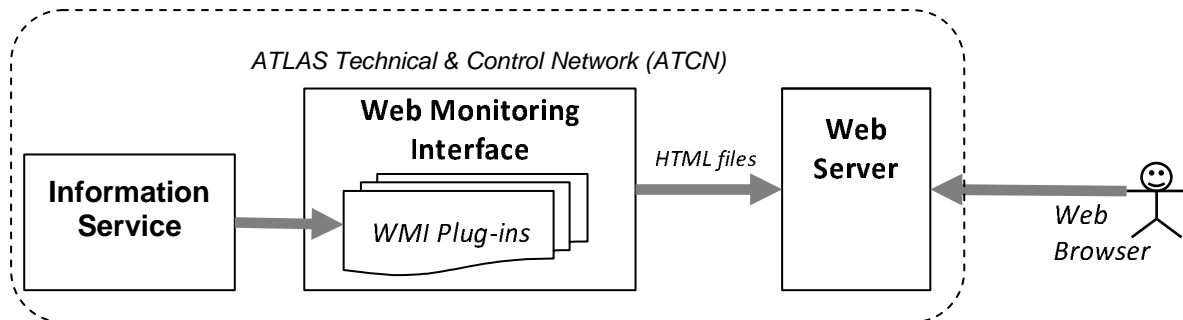 ATLAS Technical & Control Network (ATCN)
Web Monitoring
Interface
Information
Service
WMI Plug-ins
HTML files
Web
Server
Web
Browser